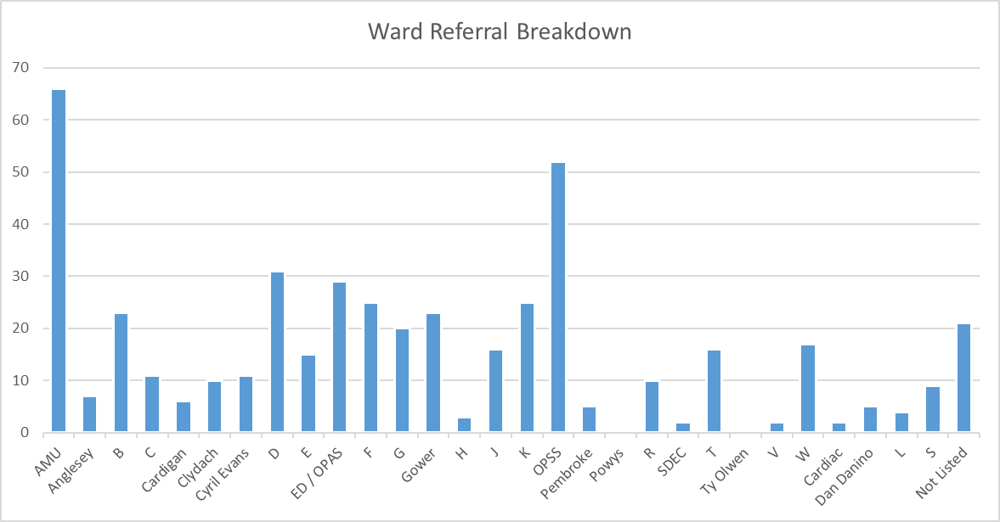 Ward Referral Breakdown
70
60
50
40
30
20
10
0
AMU
Anglesey
B
C
Cardigan
Clydach
Cyril Evans
D
E
ED / OPAS
F
G
Gower
H
J
K
OPSS
Pembroke
Powys
R
SDEC
T
Ty Olwen
V
W
Cardiac
Dan Danino
L
S
Not Listed